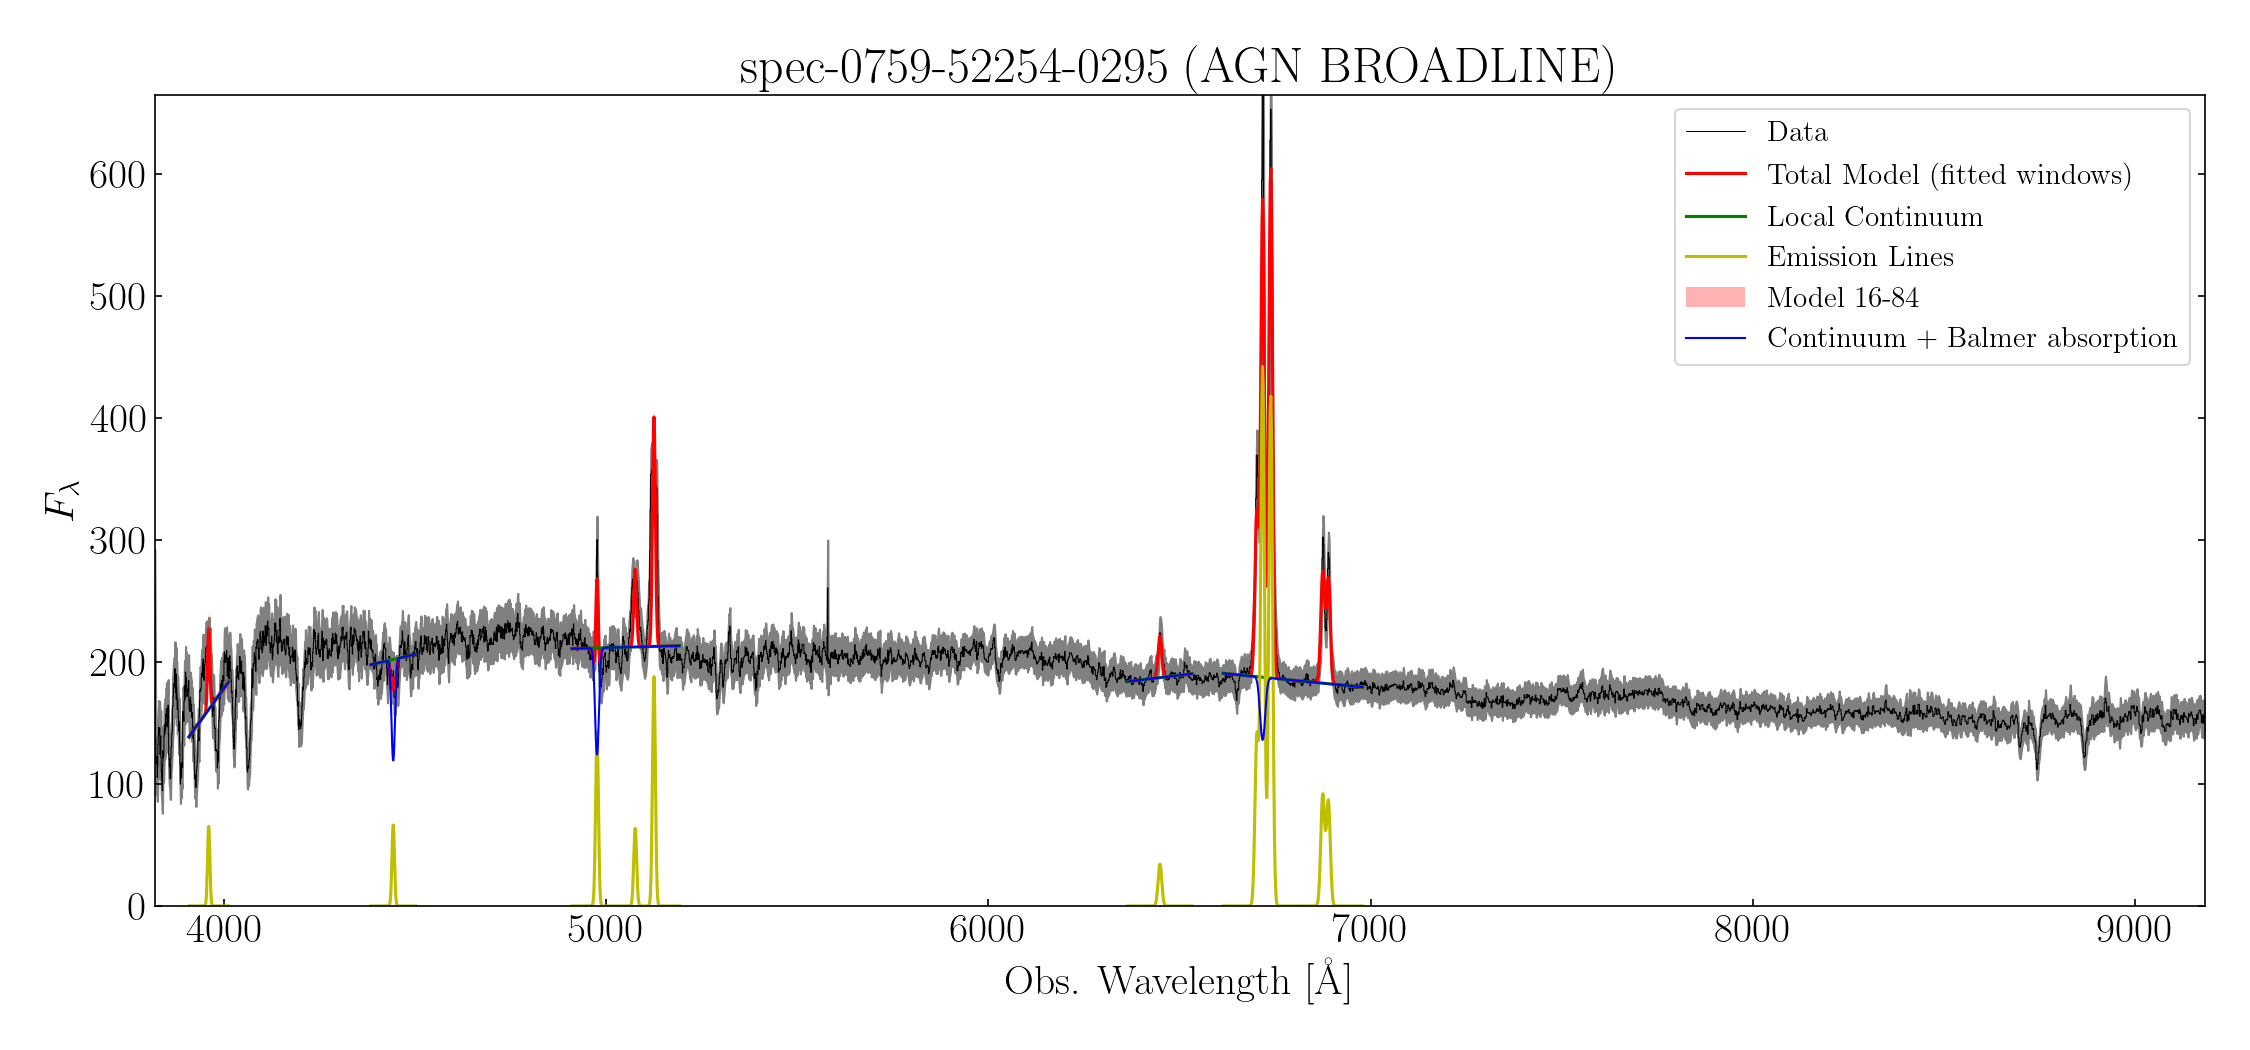 spec-0759-52254-0295 (AGN BROADLINE)
Data
Total Model (fitted windows)
Local Continuum
Emission Lines
Model 16-84
Continuum + Balmer absorption
600
500
400
300
200
100
0
Fλ
4000 5000 6000 7000 8000 9000
Obs. Wavelength [Å]